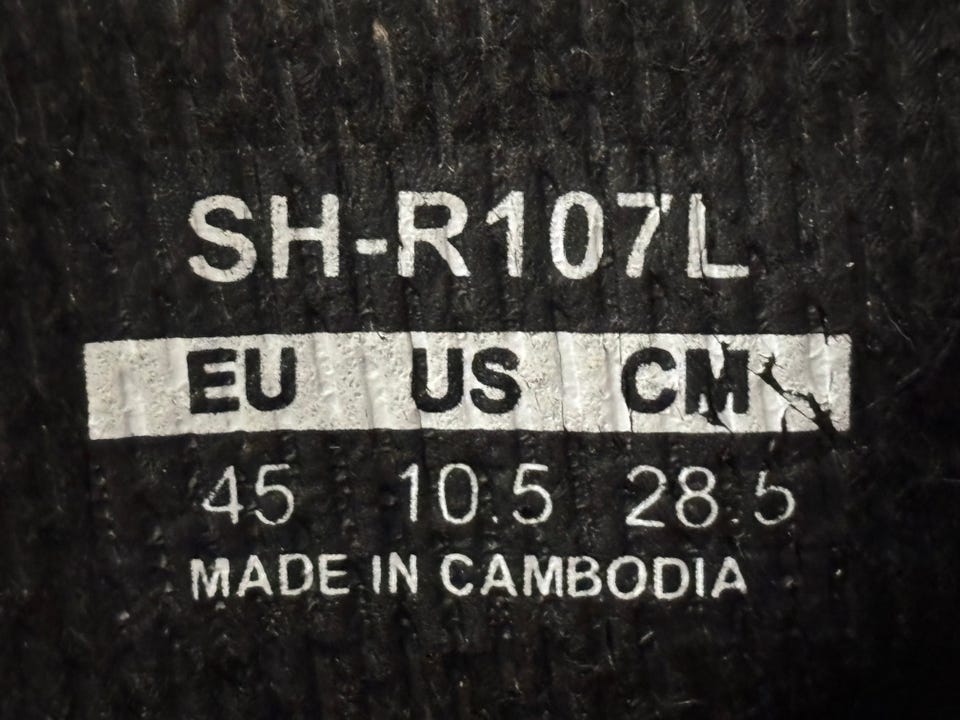 SH-R107L
EU US CM
45 10.5 28.5
MADE IN CAMBODIA